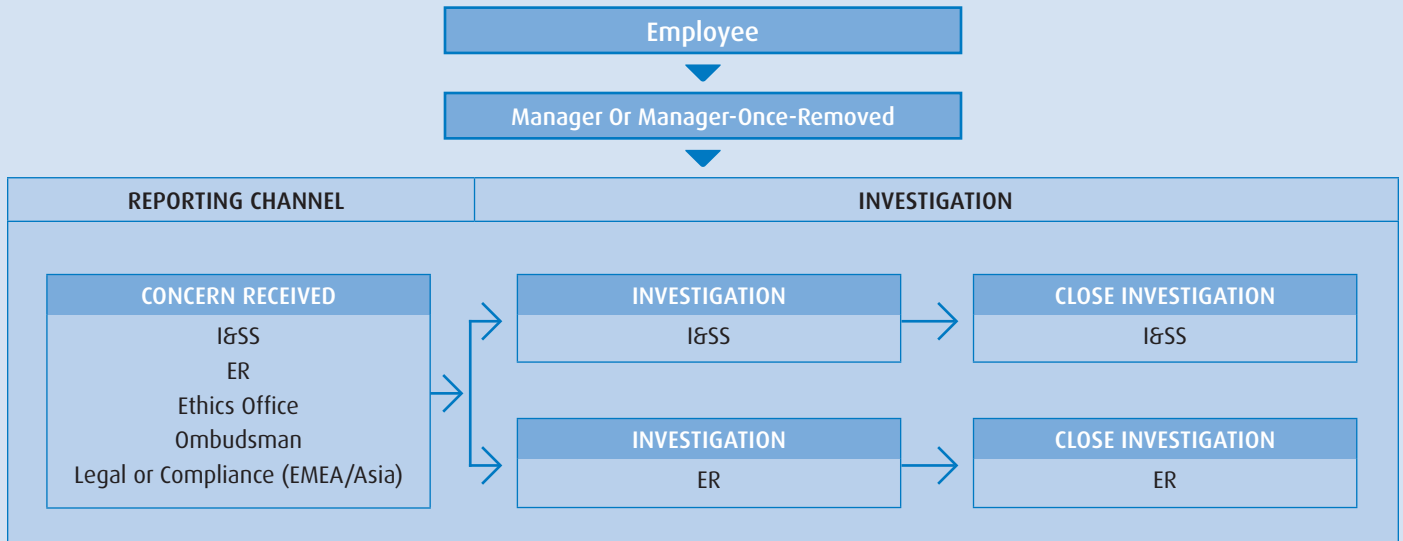 Employee
Manager Or Manager-Once-Removed
REPORTING CHANNEL
INVESTIGATION
CONCERN RECEIVED
I&SS
ER
Ethics Office
Ombudsman
Legal or Compliance (EMEA/Asia)
INVESTIGATION
I&SS
CLOSE INVESTIGATION
I&SS
INVESTIGATION
ER
CLOSE INVESTIGATION
ER